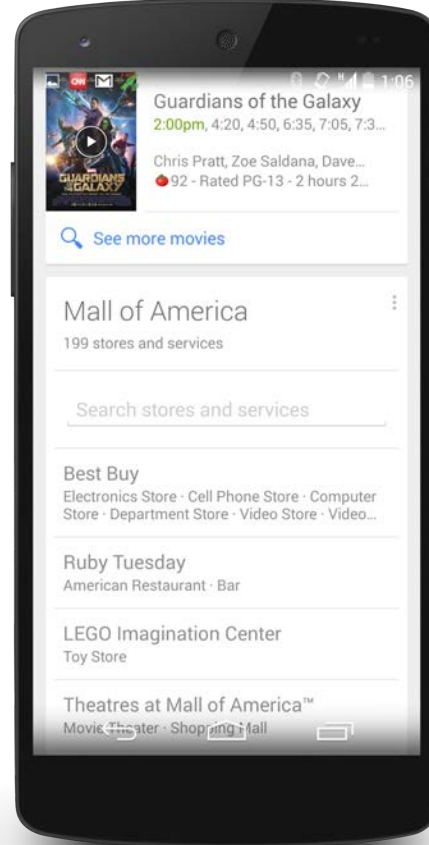 CNN
1:06
Guardians of the Galaxy
2:00pm, 4:20, 4:50, 6:35, 7:05, 7:3...
Chris Pratt, Zoe Saldana, Dave...
92 - Rated PG-13 - 2 hours 2...
GUARDIANS
OF THE
GALAXY
See more movies
Mall of America
199 stores and services
Search stores and services
Best Buy
Electronics Store · Cell Phone Store · Computer
Store · Department Store · Video Store · Video...
Ruby Tuesday
American Restaurant · Bar
LEGO Imagination Center
Toy Store
Theatres at Mall of America™
Movie Theater · Shopping Mall